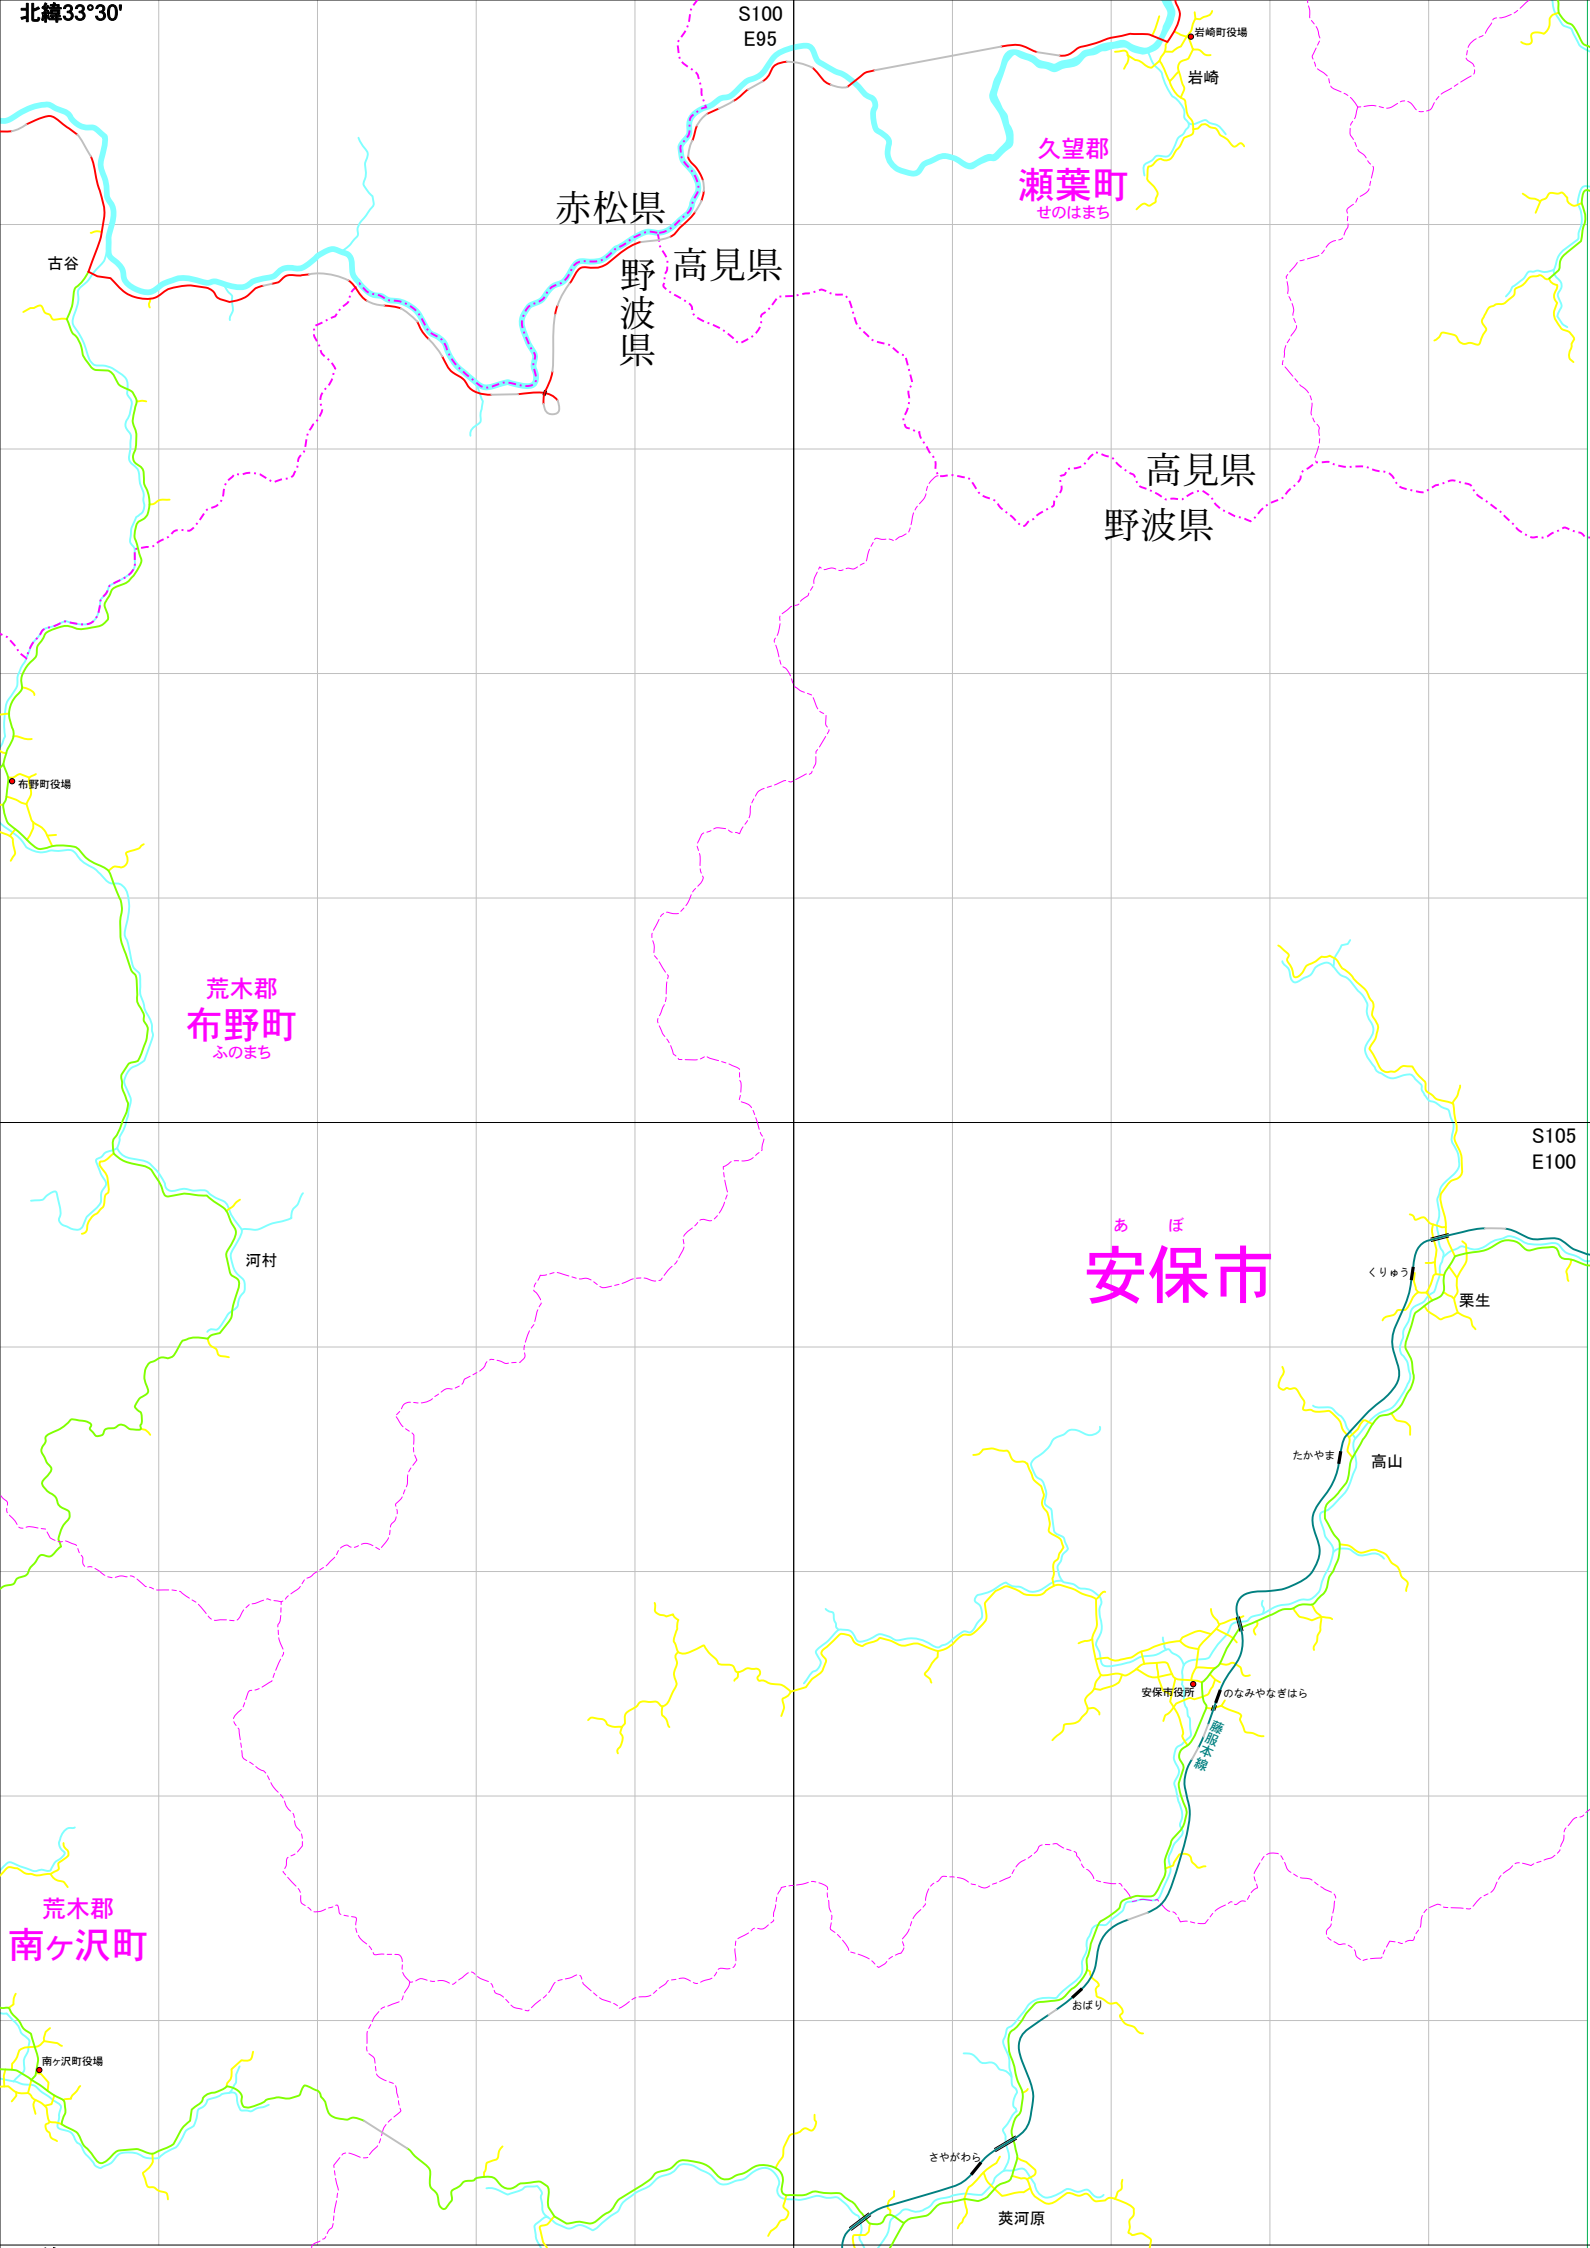 北緯33°30'
S100
E95
岩崎町役場
岩崎
久望郡
瀬葉町
せのはまち
赤松県
高見県
野波県
古谷
高見県
野波県
布野町役場
荒木郡
布野町
ふのまち
S105
E100
あぼ
安保市
河村
くりゅう
栗生
たかやま
高山
安保市役所
のなみやなぎはら
藤服本線
荒木郡
南ヶ沢町
おばり
南ヶ沢町役場
さやがわら
莢河原